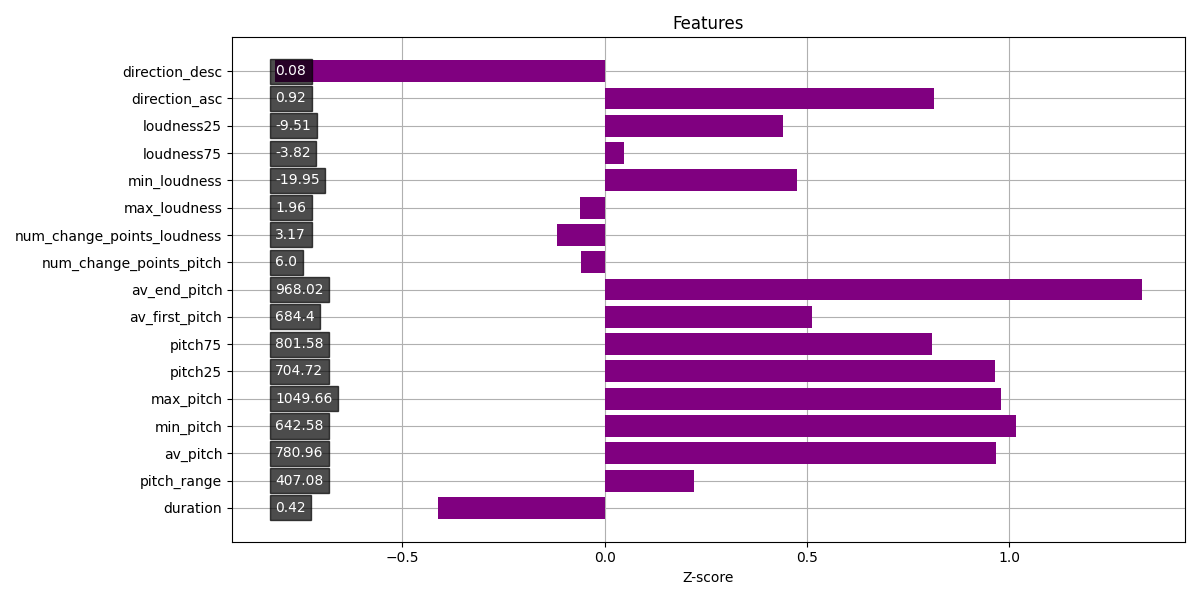 Features
direction_desc 0.08
direction_asc 0.92
loudness25 -9.51
loudness75 -3.82
min_loudness -19.95
max_loudness 1.96
num_change_points_loudness 3.17
num_change_points_pitch 6.0
av_end_pitch 968.02
av_first_pitch 684.4
pitch75 801.58
pitch25 704.72
max_pitch 1049.66
min_pitch 642.58
av_pitch 780.96
pitch_range 407.08
duration 0.42
−0.5 0.0 0.5 1.0
Z-score